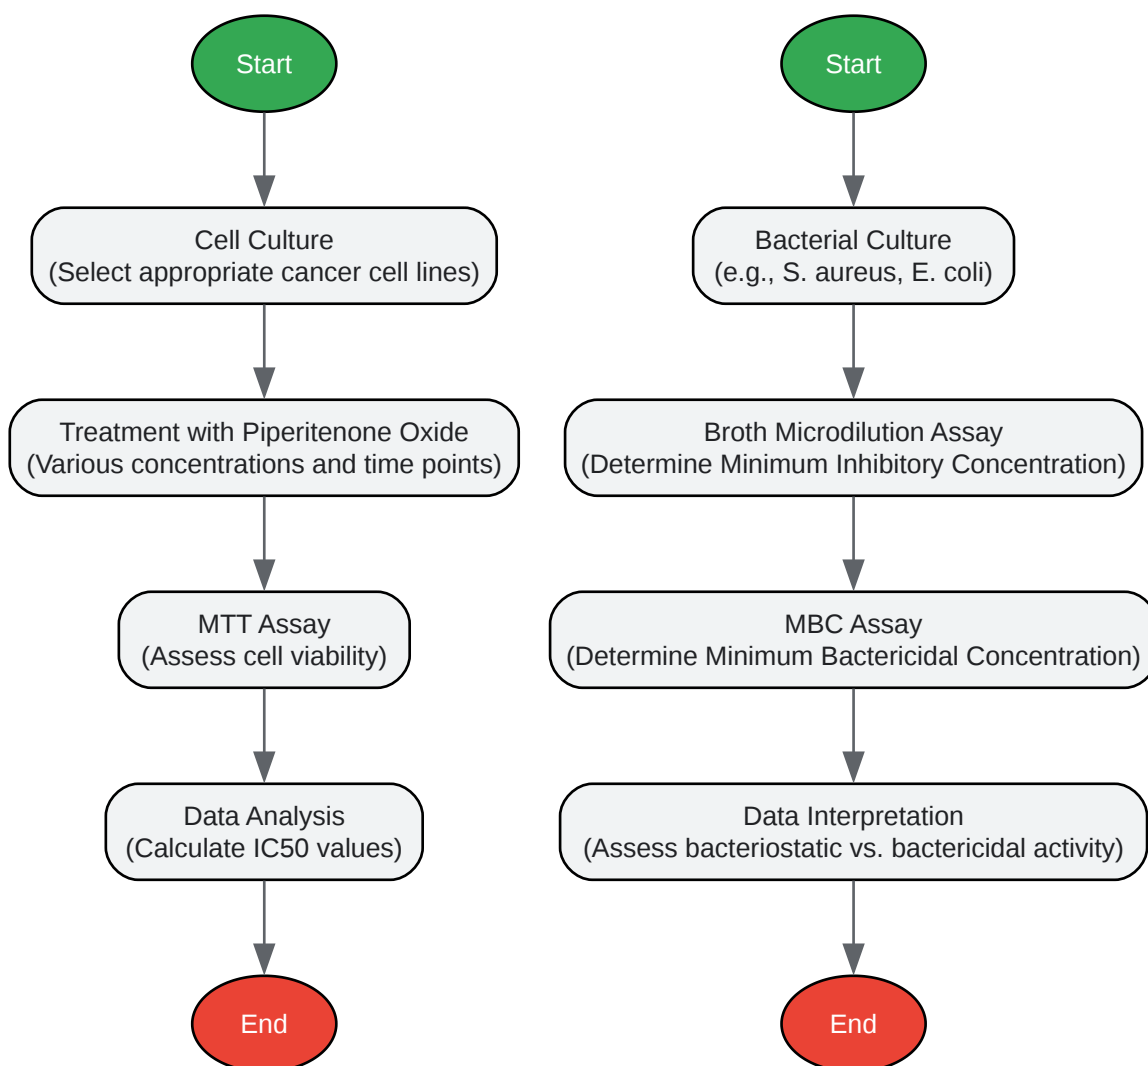 Start
Cell Culture
(Select appropriate cancer cell lines)
Treatment with Piperitenone Oxide
(Various concentrations and time points)
MTT Assay
(Assess cell viability)
Data Analysis
(Calculate IC50 values)
End
Start
Bacterial Culture
(e.g., S. aureus, E. coli)
Broth Microdilution Assay
(Determine Minimum Inhibitory Concentration)
MBC Assay
(Determine Minimum Bactericidal Concentration)
Data Interpretation
(Assess bacteriostatic vs. bactericidal activity)
End